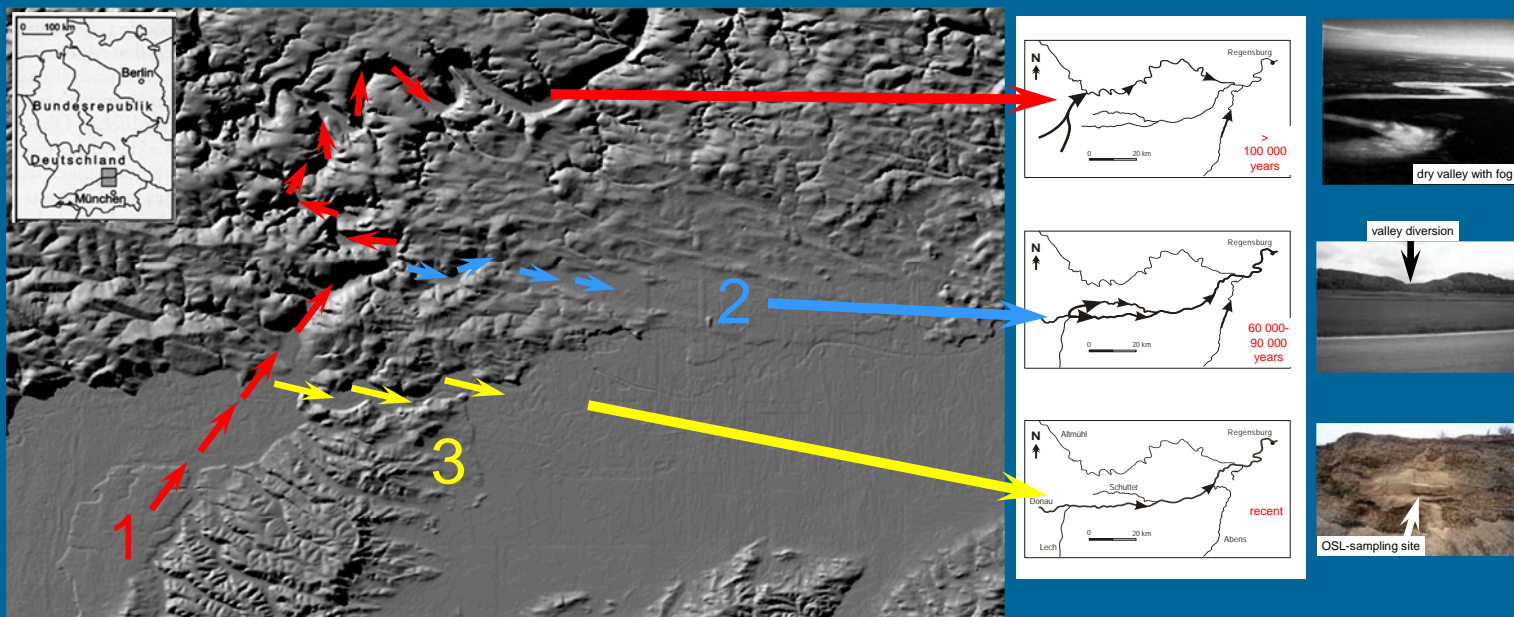 0 100 km
Berlin
Bundesrepublik
Deutschland
München
1
2
3
N
Regensburg
0 20 km
>
100 000
years
N
Regensburg
0 20 km
60 000-
90 000
years
N
Altmühl
Regensburg
Schutter
Donau
recent
Lech
0 20 km
Abens
dry valley with fog
valley diversion
OSL-sampling site